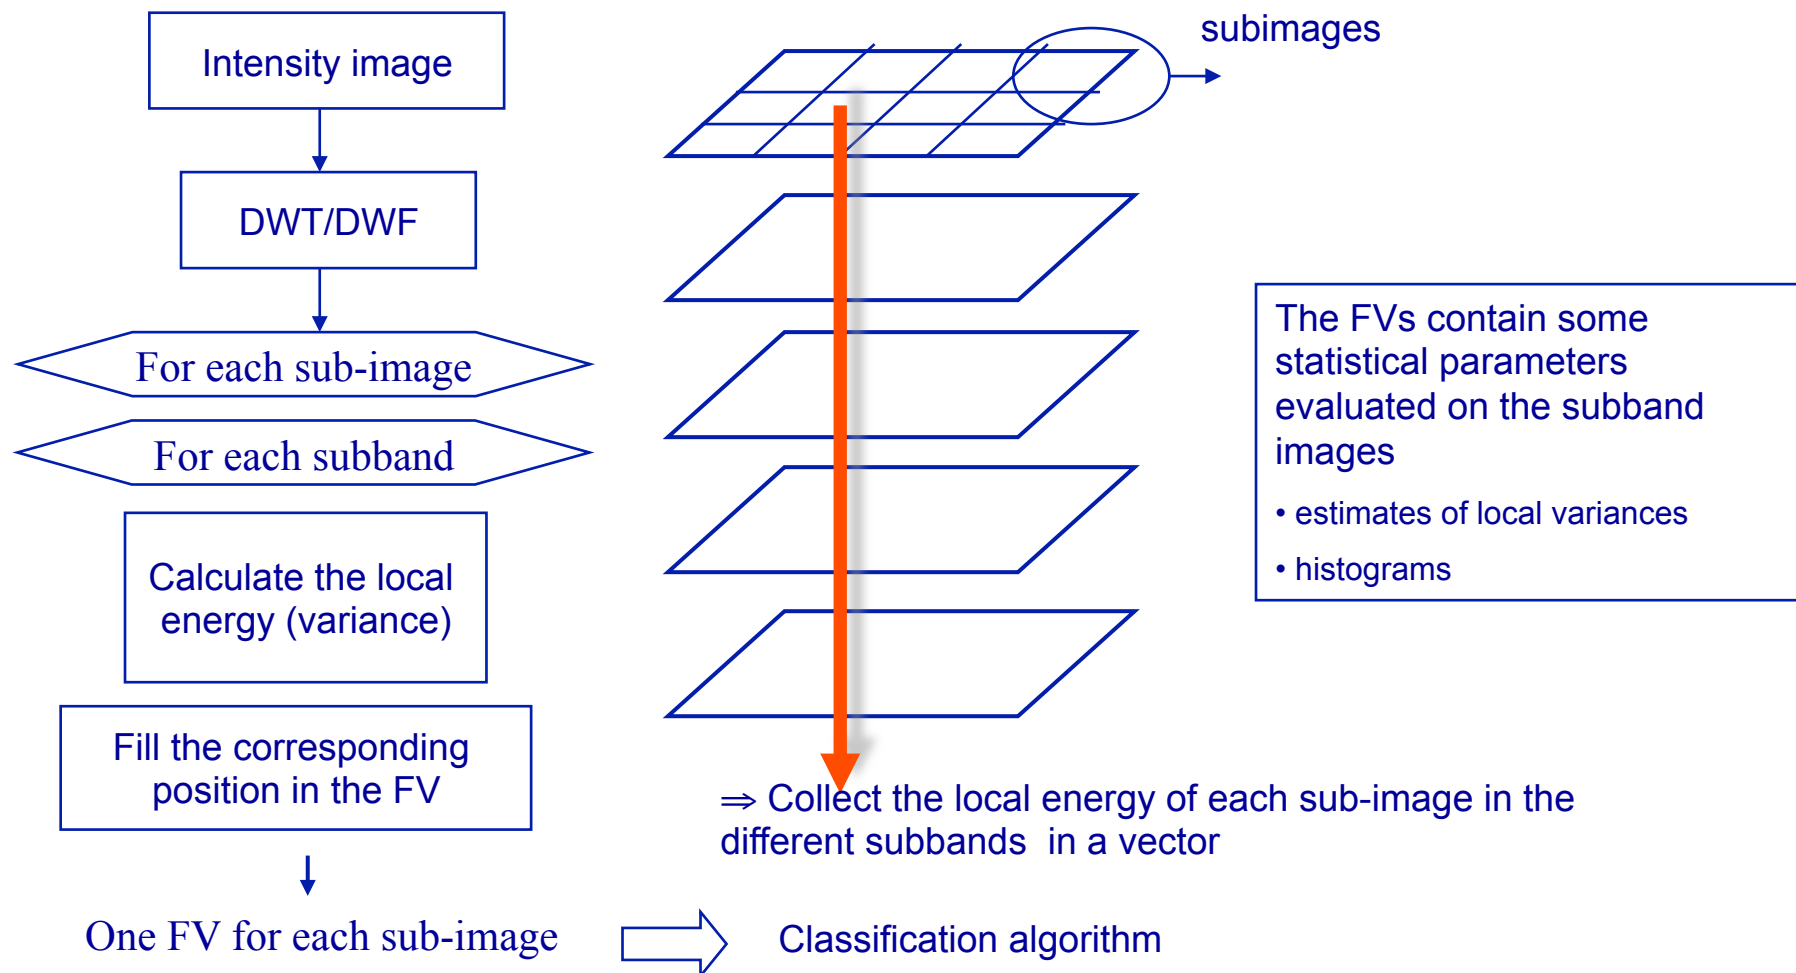 Intensity image
DWT/DWF
For each sub-image
For each subband
Calculate the local
energy (variance)
Fill the corresponding
position in the FV
One FV for each sub-image
subimages
⇒ Collect the local energy of each sub-image in the
different subbands in a vector
Classification algorithm
The FVs contain some
statistical parameters
evaluated on the subband
images
• estimates of local variances
• histograms